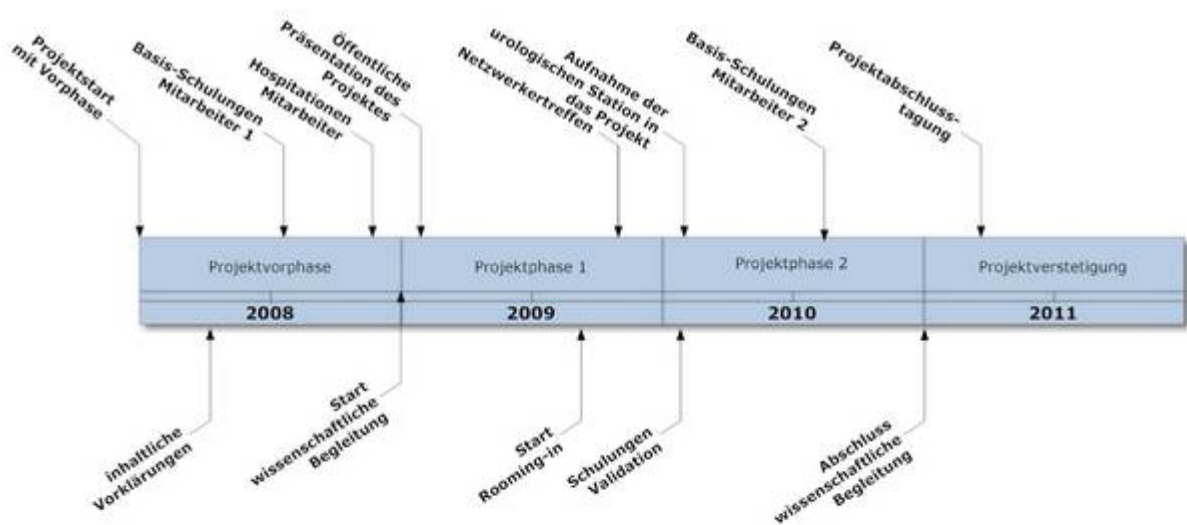 Projektstart
mit Vorphase
Basis-Schulungen
Mitarbeiter 1
Hospitationen
Mitarbeiter
Öffentliche
Präsentation des
Projektes
Netzwerkertreffen
Aufnahme der
urologischen Station in
das Projekt
Basis-Schulungen
Mitarbeiter 2
Projektabschluss-
tagung
Projektvorphase
Projektphase 1
Projektphase 2
Projektverstetigung
2008
2009
2010
2011
inhaltliche
Vorklärungen
Start
wissenschaftliche
Begleitung
Start
Rooming-in
Schulungen
Validation
Abschluss
wissenschaftliche
Begleitung